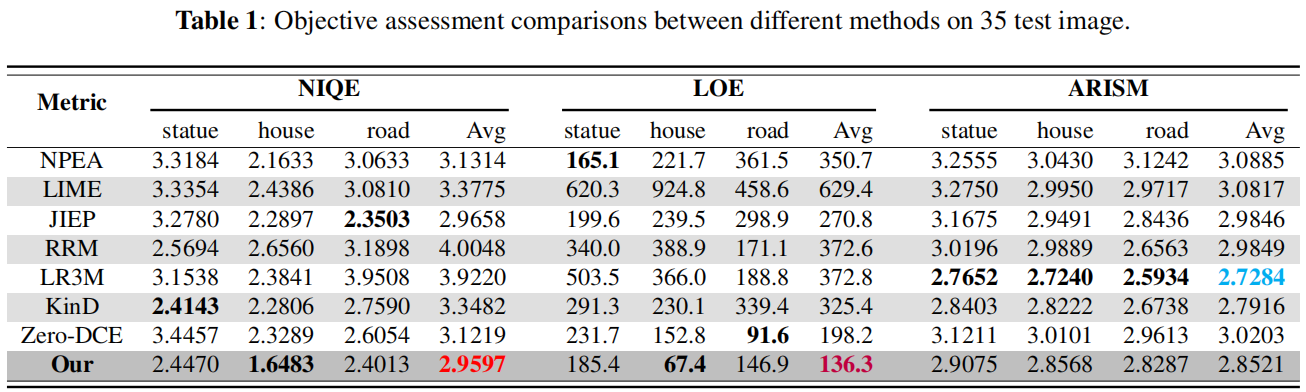 Table 1: Objective assessment comparisons between different methods on 35 test image.
Metric NIQE LOE ARISM
statue house road Avg statue house road Avg statue house road Avg
NPEA 3.3184 2.1633 3.0633 3.1314 165.1 221.7 361.5 350.7 3.2555 3.0430 3.1242 3.0885
LIME 3.3354 2.4386 3.0810 3.3775 620.3 924.8 458.6 629.4 3.2750 2.9950 2.9717 3.0817
JIEP 3.2780 2.2897 2.3503 2.9658 199.6 239.5 298.9 270.8 3.1675 2.9491 2.8436 2.9846
RRM 2.5694 2.6560 3.1898 4.0048 340.0 388.9 171.1 372.6 3.0196 2.9889 2.6563 2.9849
LR3M 3.1538 2.3841 3.9508 3.9220 503.5 366.0 188.8 372.8 2.7652 2.7240 2.5934 2.7284
KinD 2.4143 2.2806 2.7590 3.3482 291.3 230.1 339.4 325.4 2.8403 2.8222 2.6738 2.7916
Zero-DCE 3.4457 2.3289 2.6054 3.1219 231.7 152.8 91.6 198.2 3.1211 3.0101 2.9613 3.0203
Our 2.4470 1.6483 2.4013 2.9597 185.4 67.4 146.9 136.3 2.9075 2.8568 2.8287 2.8521